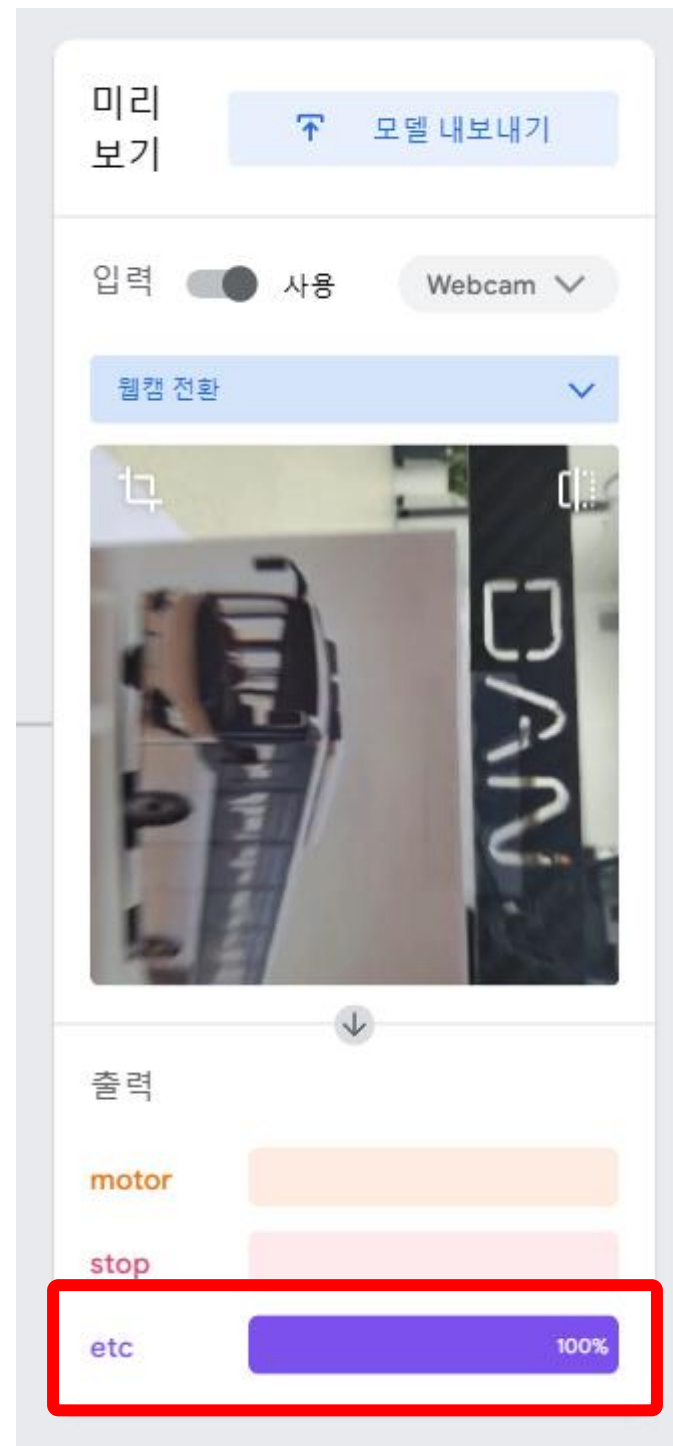 미리
보기
모델 내보내기
입력 사용 Webcam
웹캠 전환
DAN
출력
motor
stop
etc 100%